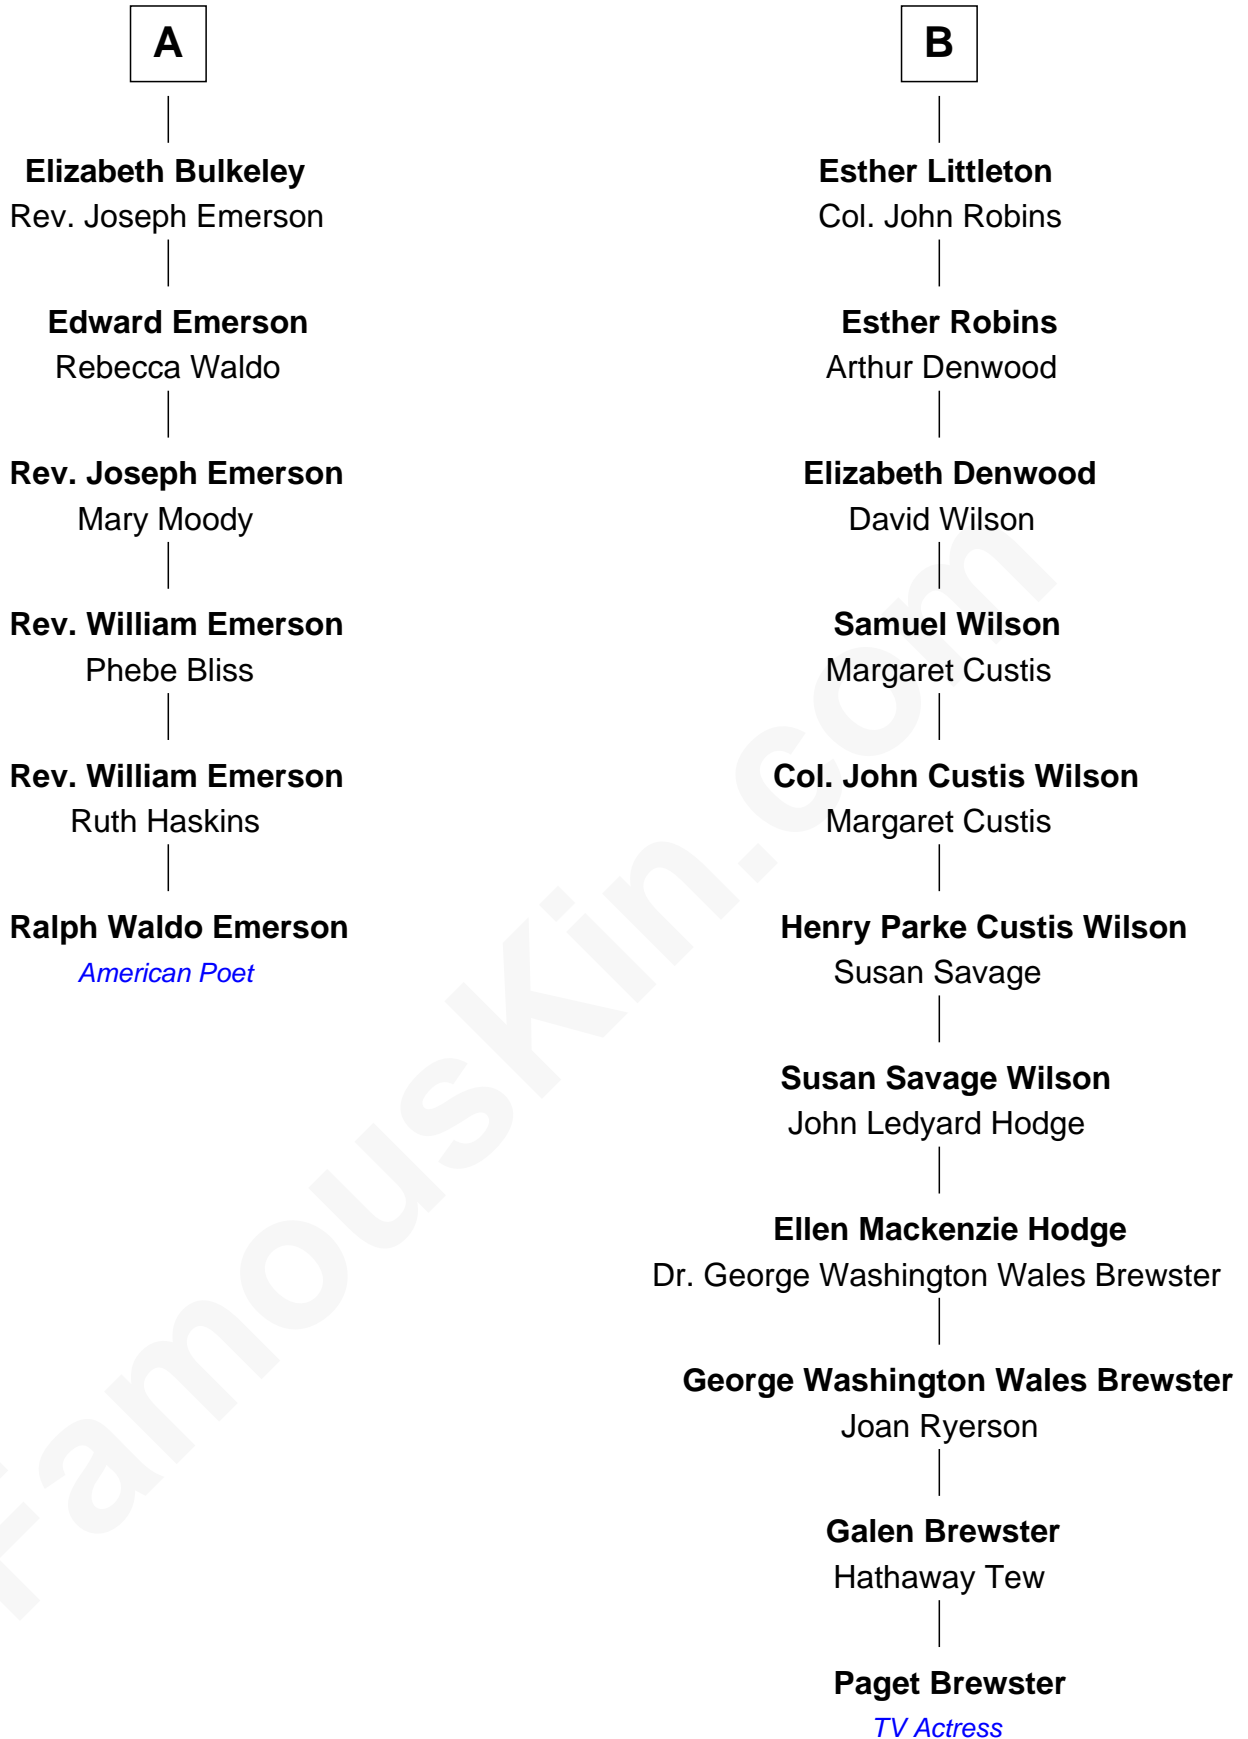 A
Elizabeth Bulkeley
Rev. Joseph Emerson
Edward Emerson
Rebecca Waldo
Rev. Joseph Emerson
Mary Moody
Rev. William Emerson
Phebe Bliss
Rev. William Emerson
Ruth Haskins
Ralph Waldo Emerson
American Poet
B
Esther Littleton
Col. John Robins
Esther Robins
Arthur Denwood
Elizabeth Denwood
David Wilson
Samuel Wilson
Margaret Custis
Col. John Custis Wilson
Margaret Custis
Henry Parke Custis Wilson
Susan Savage
Susan Savage Wilson
John Ledyard Hodge
Ellen Mackenzie Hodge
Dr. George Washington Wales Brewster
George Washington Wales Brewster
Joan Ryerson
Galen Brewster
Hathaway Tew
Paget Brewster
TV Actress
FamousKin.com